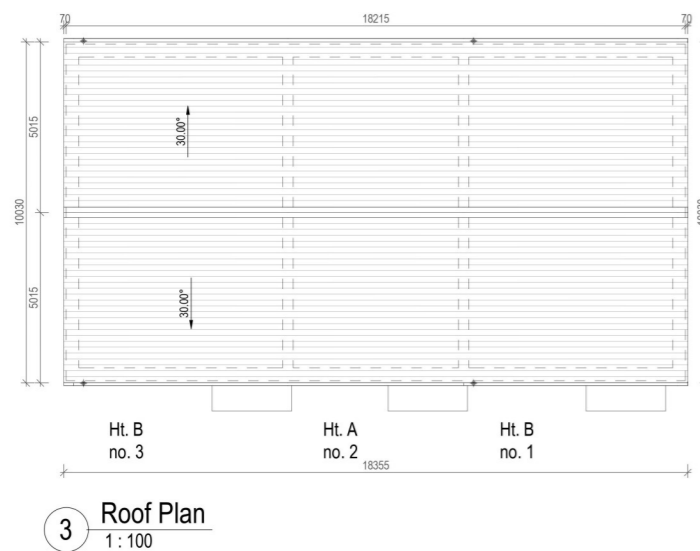 70 18215 70
5015
10030
5015
30.00°
30.00°
Ht. B
no. 3
Ht. A
no. 2
Ht. B
no. 1
18355
3 Roof Plan
1 : 100